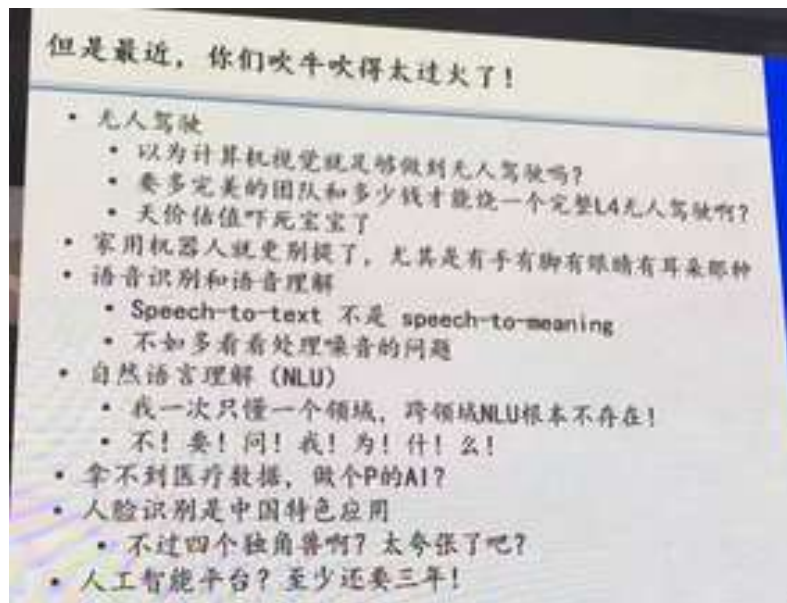 但是最近，你们吹牛吹得太过火了！
• 无人驾驶
• 以为计算机视觉就足够做到无人驾驶吗？
• 要多完美的团队和多少钱才能烧一个完整L4无人驾驶啊？
• 天价估值吓死宝宝了
• 家用机器人就更别提了，尤其是有手有脚有眼睛有耳朵那种
• 语音识别和语音理解
• Speech-to-text 不是 speech-to-meaning
• 不如多看看处理噪音的问题
• 自然语言理解（NLU）
• 我一次只懂一个领域，跨领域NLU根本不存在！
• 不！要！问！我！为！什！么！
• 拿不到医疗数据，做个P的AI？
• 人脸识别是中国特色应用
• 不过四个独角兽啊？太夸张了吧？
• 人工智能平台？至少还要三年！